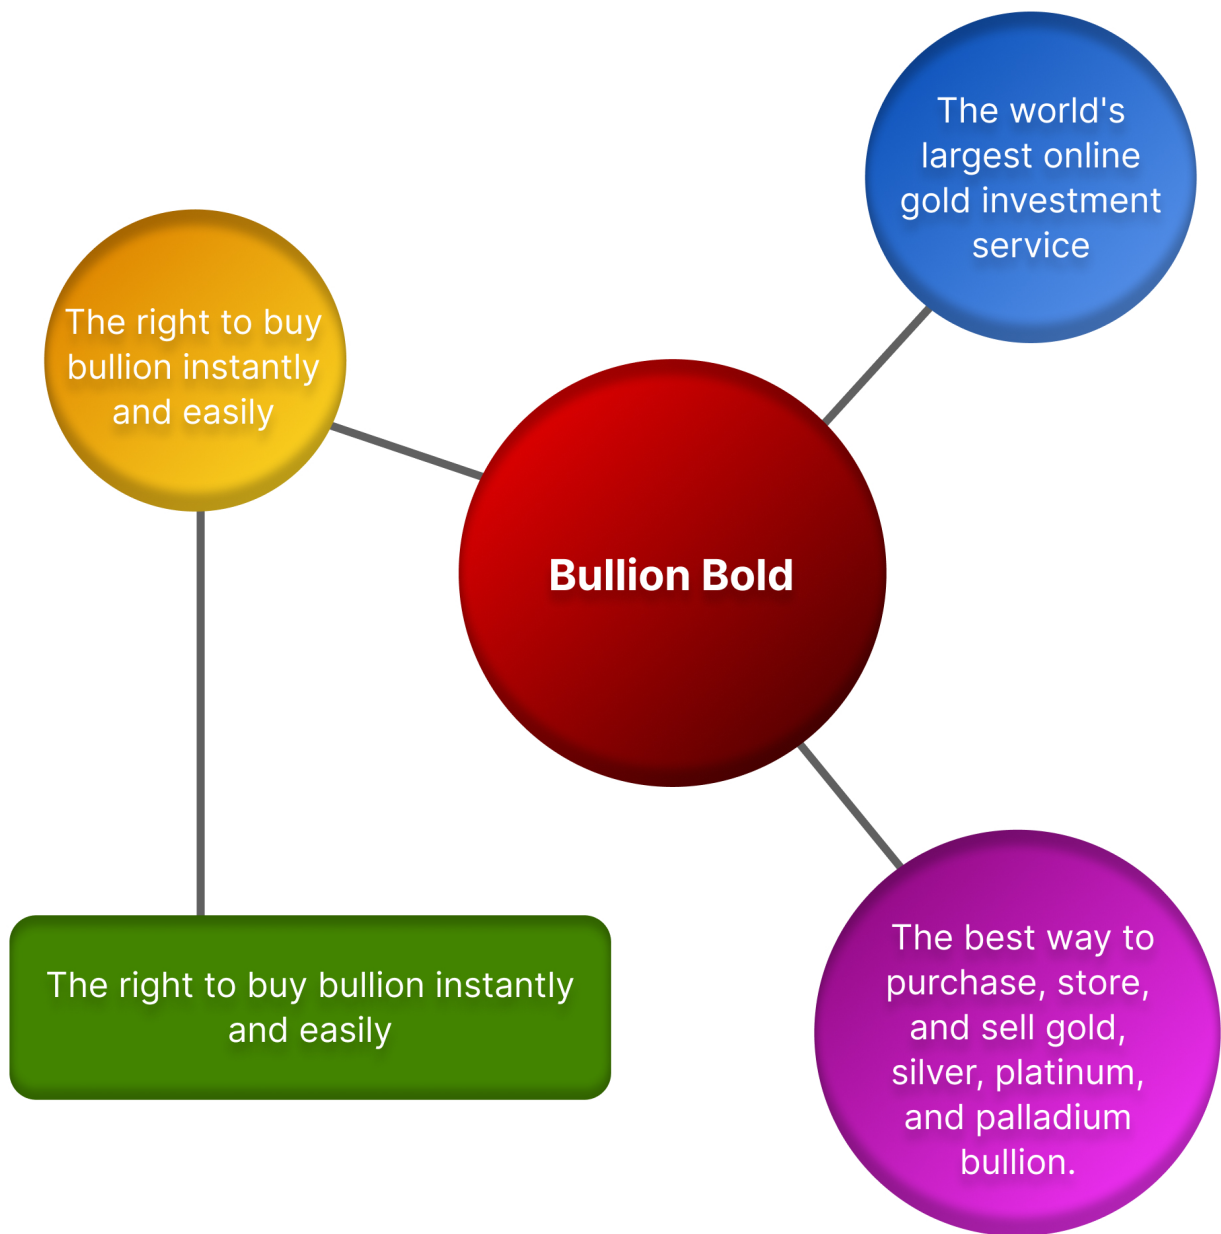 The world's
largest online
gold investment
service
The right to buy
bullion instantly
and easily
Bullion Bold
The best way to
purchase, store,
and sell gold,
silver, platinum,
and palladium
bullion.
The right to buy bullion instantly
and easily